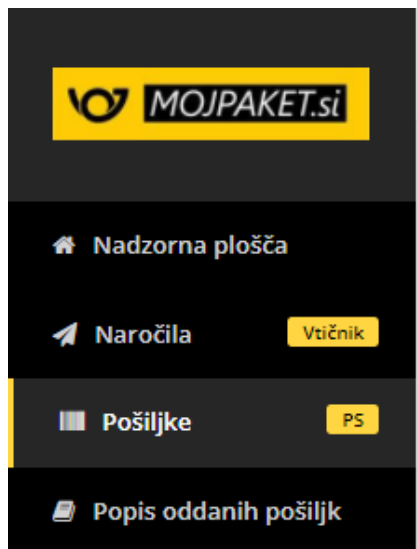 MOJPAKET.si
Nadzorna plošča
Naročila Vtičnik
Pošiljke PS
Popis oddanih pošiljk